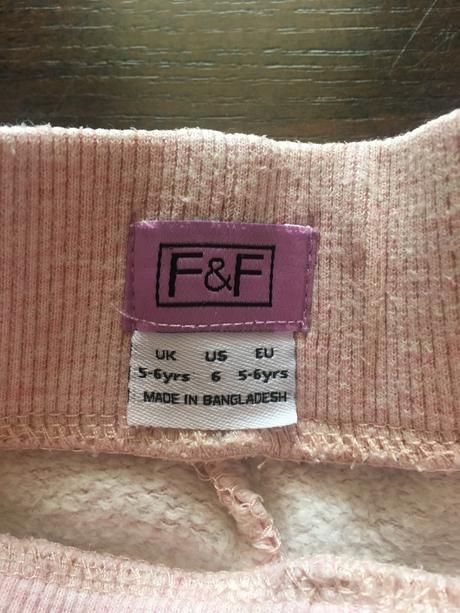 F&F
UK US EU
5-6yrs 6 5-6yrs
MADE IN BANGLADESH